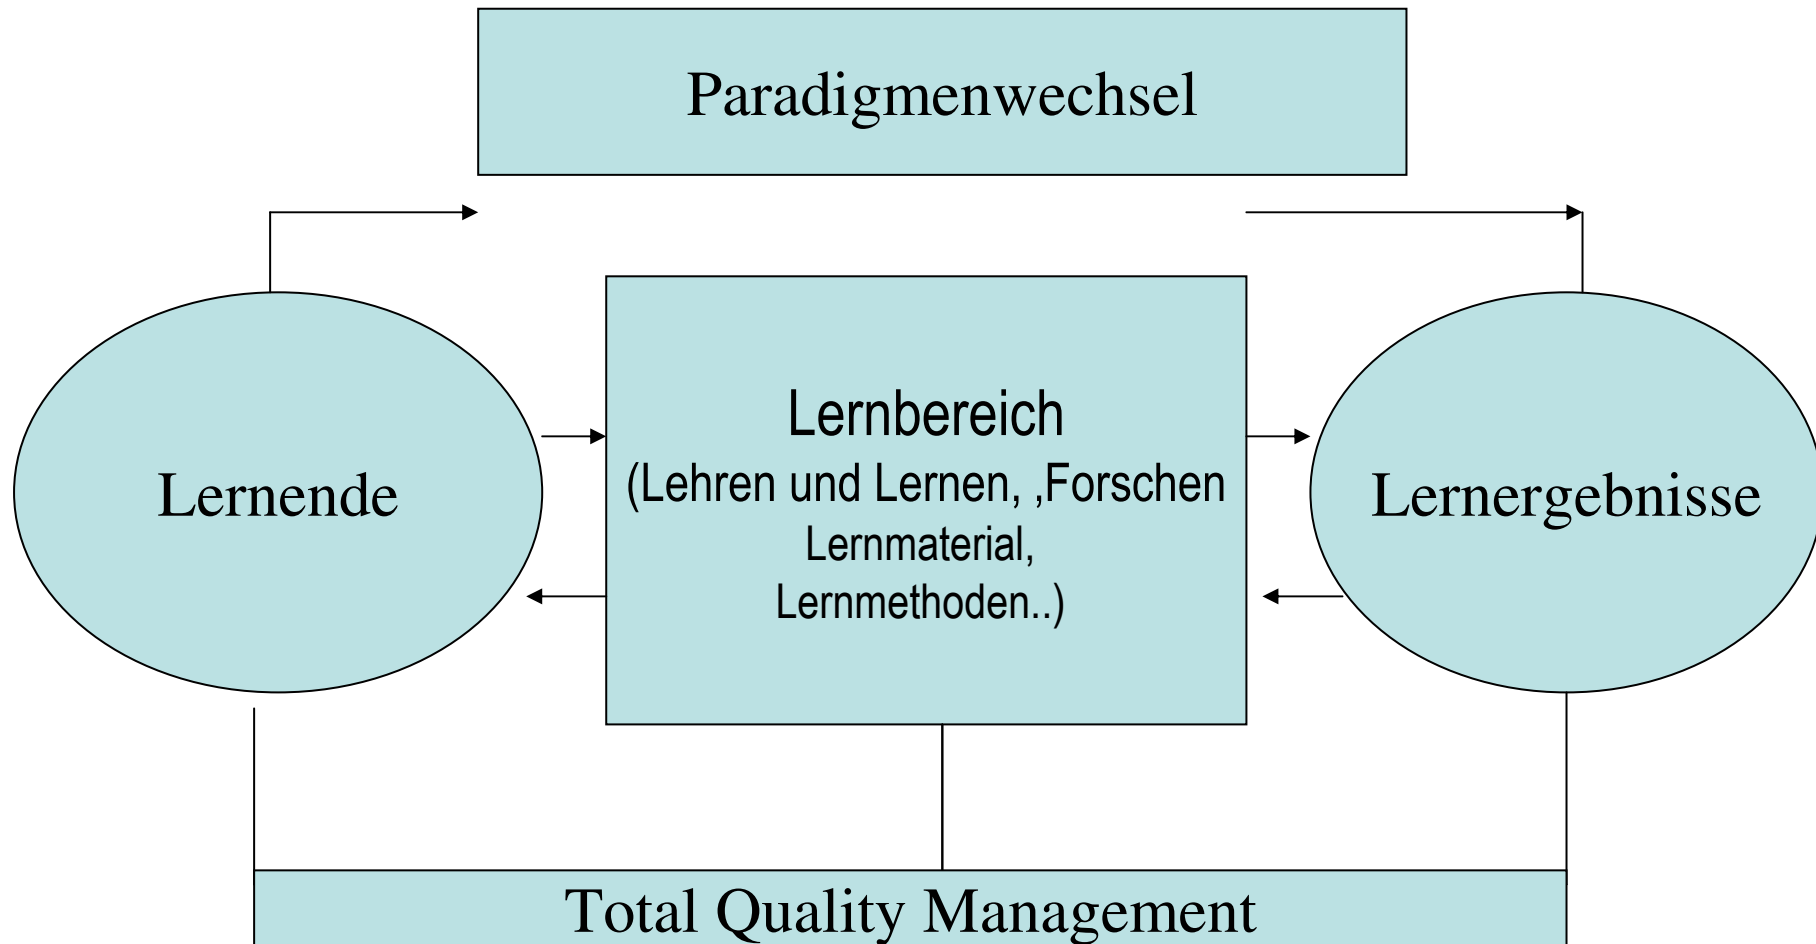 Paradigmenwechsel
Lernbereich
(Lehren und Lernen, ,Forschen
Lernmaterial,
Lernmethoden..)
Lernende
Lernergebnisse
Total Quality Management